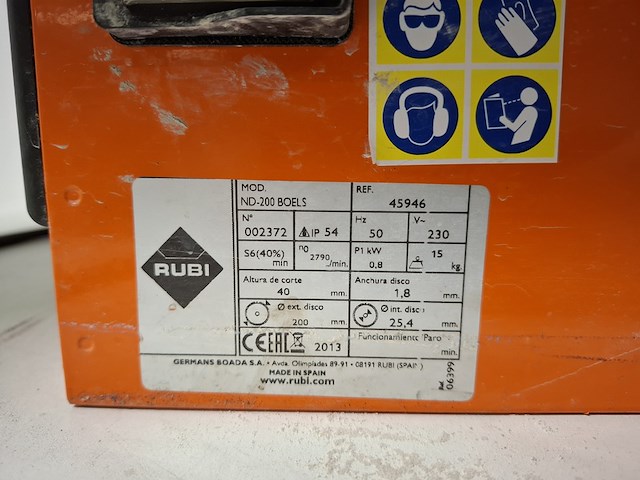 MOD.
ND-200 BOELS
REF.
45946
N°
002372
IP 54
Hz
50
V~
230
S6(40%)
min
n0
2790
/min.
P1 kW
0,8
15
kg.
Altura de corte
40
mm.
Anchura disco
1,8
mm.
Ø ext. disco
200
mm.
Ø int. disco
25,4
mm.
CE EAC 2013
Funcionamiento/Paro
min.
RUBI
GERMANS BOADA S.A. • Avda. Olimpíades 89-91 • 08191 RUBI (SPAIN)
MADE IN SPAIN
www.rubi.com
06399